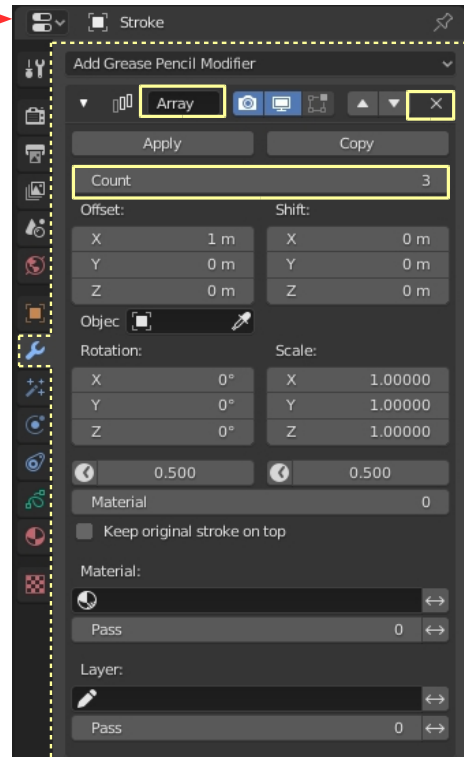 Stroke
Add Grease Pencil Modifier
Array
Apply Copy
Count 3
Offset: Shift:
X 1 m X 0 m
Y 0 m Y 0 m
Z 0 m Z 0 m
Objec
Rotation: Scale:
X 0° X 1.00000
Y 0° Y 1.00000
Z 0° Z 1.00000
0.500 0.500
Material 0
Keep original stroke on top
Material:
Pass 0
Layer:
Pass 0